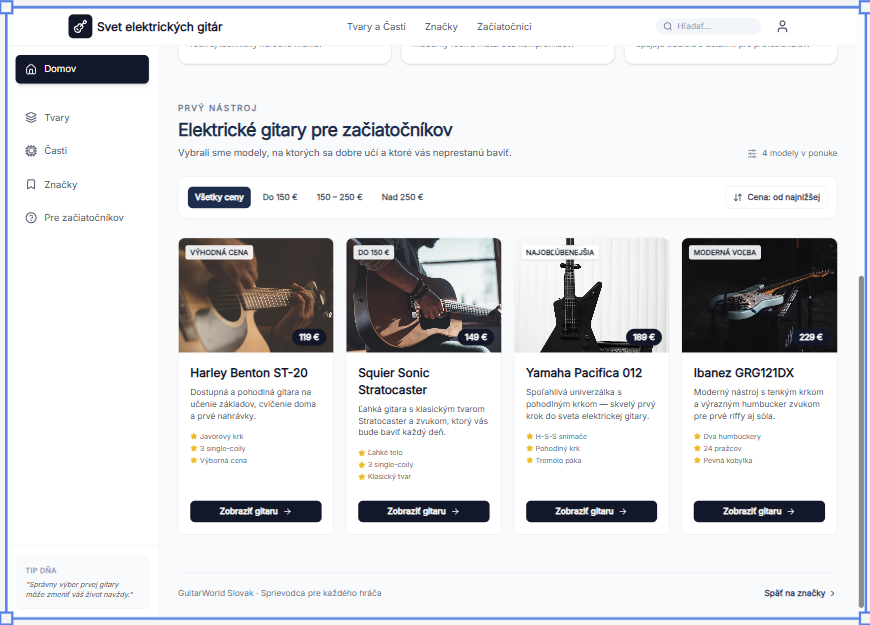 Svet elektrických gitár
Tvary a Časti
Značky
Začiatočníci
Hľadať...
Domov
Tvary
Časti
Značky
Pre začiatočníkov
PRVÝ NÁSTROJ
Elektrické gitary pre začiatočníkov
Vybrali sme modely, na ktorých sa dobre učí a ktoré vás neprestanú baviť.
4 modely v ponuke
Všetky ceny
Do 150 €
150 – 250 €
Nad 250 €
Cena: od najnižšej
VÝHODNÁ CENA
119 €
Harley Benton ST-20
Dostupná a pohodlná gitara na
učenie základov, cvičenie doma
a prvé nahrávky.
Javorový krk
3 single-coily
Výborná cena
Zobraziť gitaru
DO 150 €
149 €
Squier Sonic
Stratocaster
Ľahká gitara s klasickým tvarom
Stratocaster a zvukom, ktorý vás
bude baviť každý deň.
Ľahké telo
3 single-coily
Klasický tvar
Zobraziť gitaru
NAJOBĽÚBENEJŠIA
189 €
Yamaha Pacifica 012
Spoľahlivá univerzálka s
pohodlným krkom — skvelý prvý
krok do sveta elektrickej gitary.
H-S-S snímače
Pohodlný krk
Tremolo páka
Zobraziť gitaru
MODERNÁ VOĽBA
229 €
Ibanez GRG121DX
Moderný nástroj s tenkým krkom
a výrazným humbucker zvukom
pre prvé riffy aj sóla.
Dva humbuckery
24 pražcov
Pevná kobylka
Zobraziť gitaru
TIP DŇA
"Správny výber prvej gitary
môže zmeniť váš život navždy."
GuitarWorld Slovak · Sprievodca pre každého hráča
Späť na značky